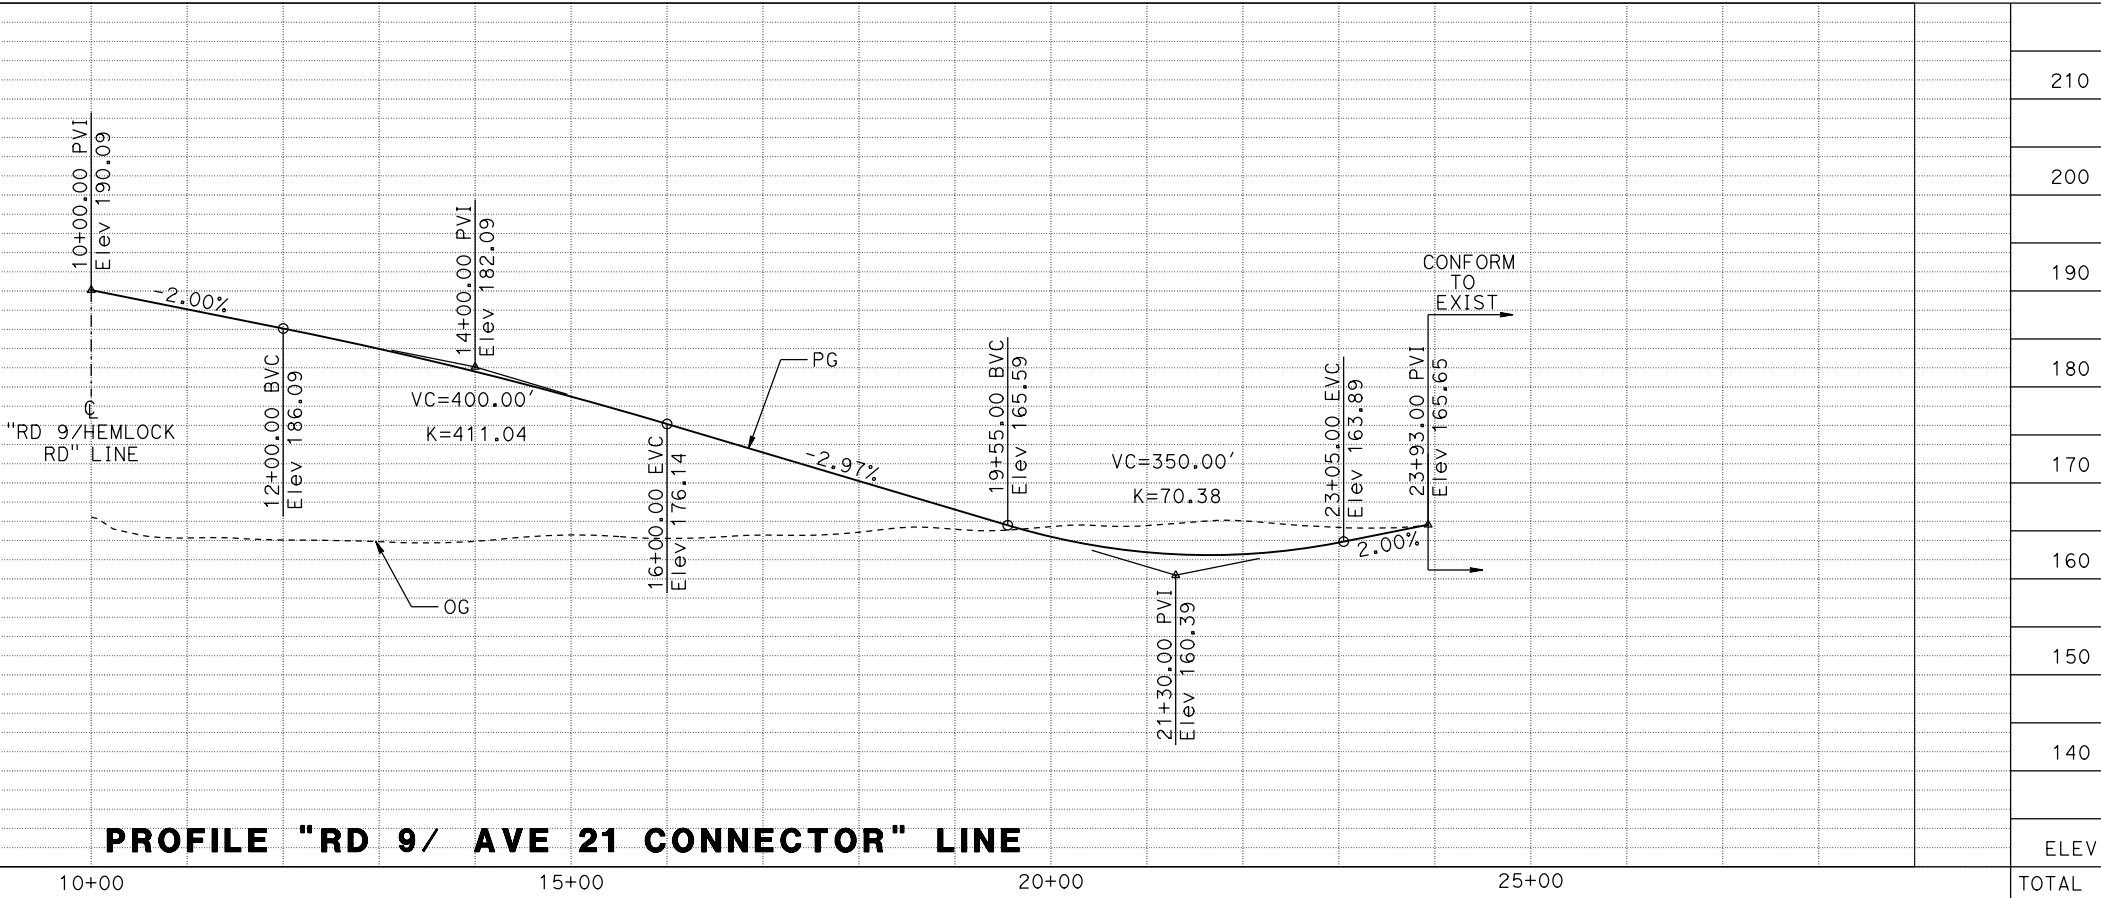 10+00.00 PVI
Elev 190.09
-2.00%
℄
"RD 9/HEMLOCK
RD" LINE
12+00.00 BVC
Elev 186.09
14+00.00 PVI
Elev 182.09
VC=400.00'
K=411.04
16+00.00 EVC
Elev 176.14
PG
-2.97%
OG
19+55.00 BVC
Elev 165.59
VC=350.00'
K=70.38
21+30.00 PVI
Elev 160.39
23+05.00 EVC
Elev 163.89
2.00%
23+93.00 PVI
Elev 165.65
CONFORM
TO
EXIST
210
200
190
180
170
160
150
140
ELEV
PROFILE "RD 9/ AVE 21 CONNECTOR" LINE
10+00
15+00
20+00
25+00
TOTAL